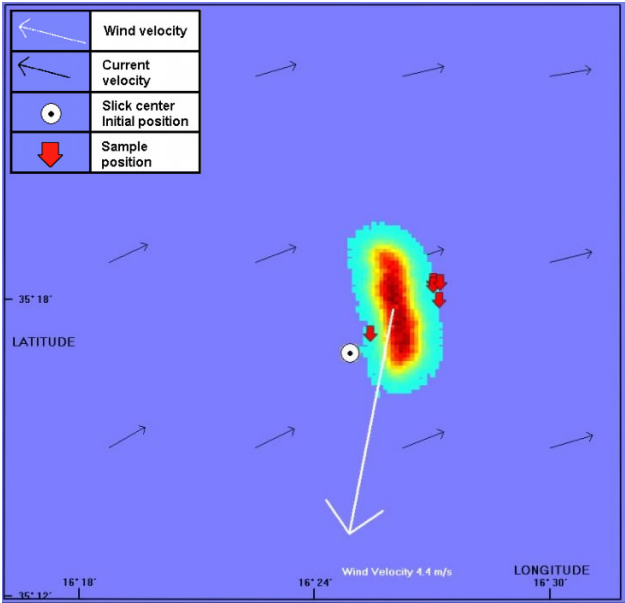 Wind velocity
Current
velocity
Slick center
Initial position
Sample
position
35° 18'
LATITUDE
Wind Velocity 4.4 m/s
LONGITUDE
16° 18'
16° 24'
16° 30'
35° 12'